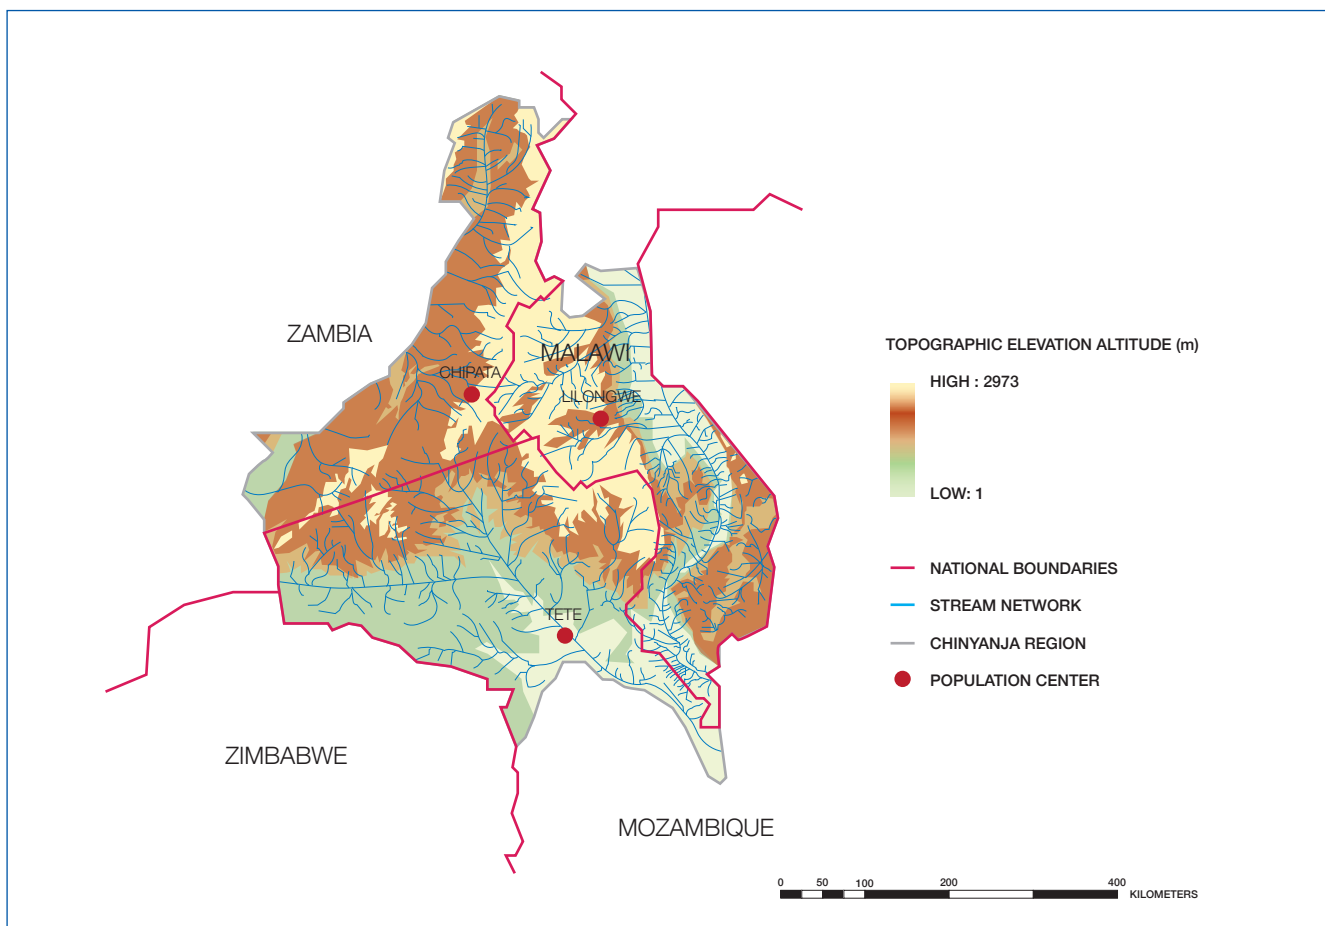 ZAMBIA
MALAWI
CHIPATA
LILONGWE
TETE
ZIMBABWE
MOZAMBIQUE
TOPOGRAPHIC ELEVATION ALTITUDE (m)
HIGH : 2973
LOW: 1
NATIONAL BOUNDARIES
STREAM NETWORK
CHINYANJA REGION
POPULATION CENTER
0 50 100 200 400
KILOMETERS